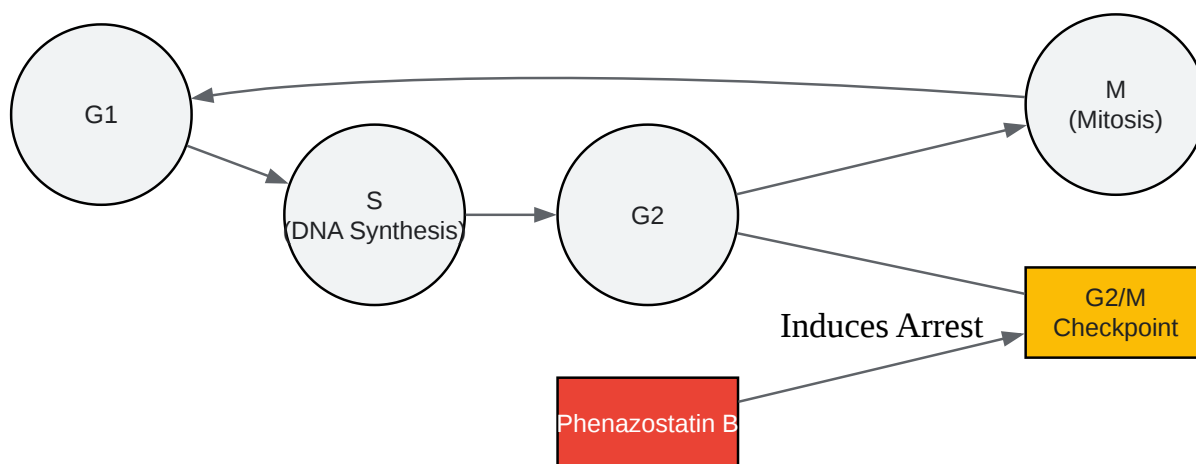 G1
M
(Mitosis)
S
(DNA Synthesis)
G2
G2/M
Checkpoint
Induces Arrest
Phenazostatin B